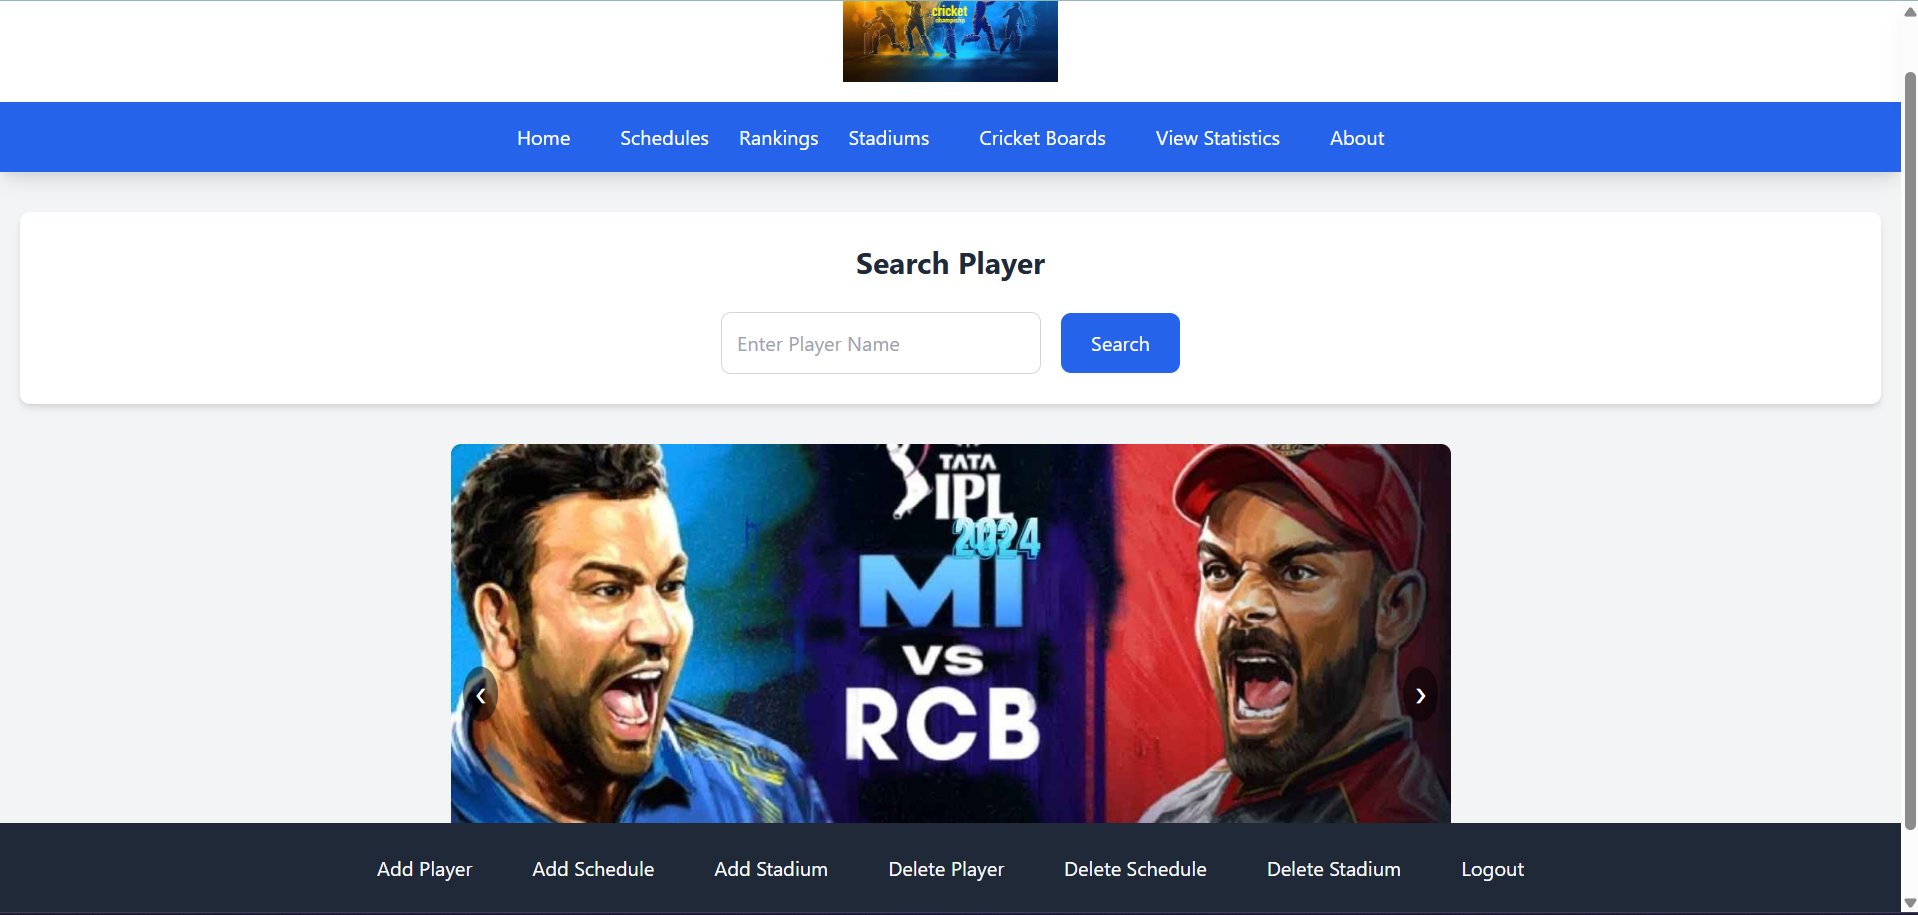 cricket
champiship
Home Schedules Rankings Stadiums Cricket Boards View Statistics About
Search Player
Enter Player Name Search
TATA
IPL
2024
MI
VS
RCB
❮ ❯
Add Player Add Schedule Add Stadium Delete Player Delete Schedule Delete Stadium Logout